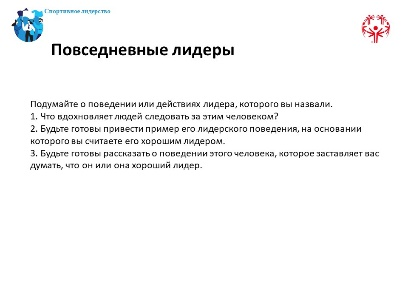 Спортивное лидерство
Повседневные лидеры
Подумайте о поведении или действиях лидера, которого вы назвали.
1. Что вдохновляет людей следовать за этим человеком?
2. Будьте готовы привести пример его лидерского поведения, на основании
которого вы считаете его хорошим лидером.
3. Будьте готовы рассказать о поведении этого человека, которое заставляет вас
думать, что он или она хороший лидер.